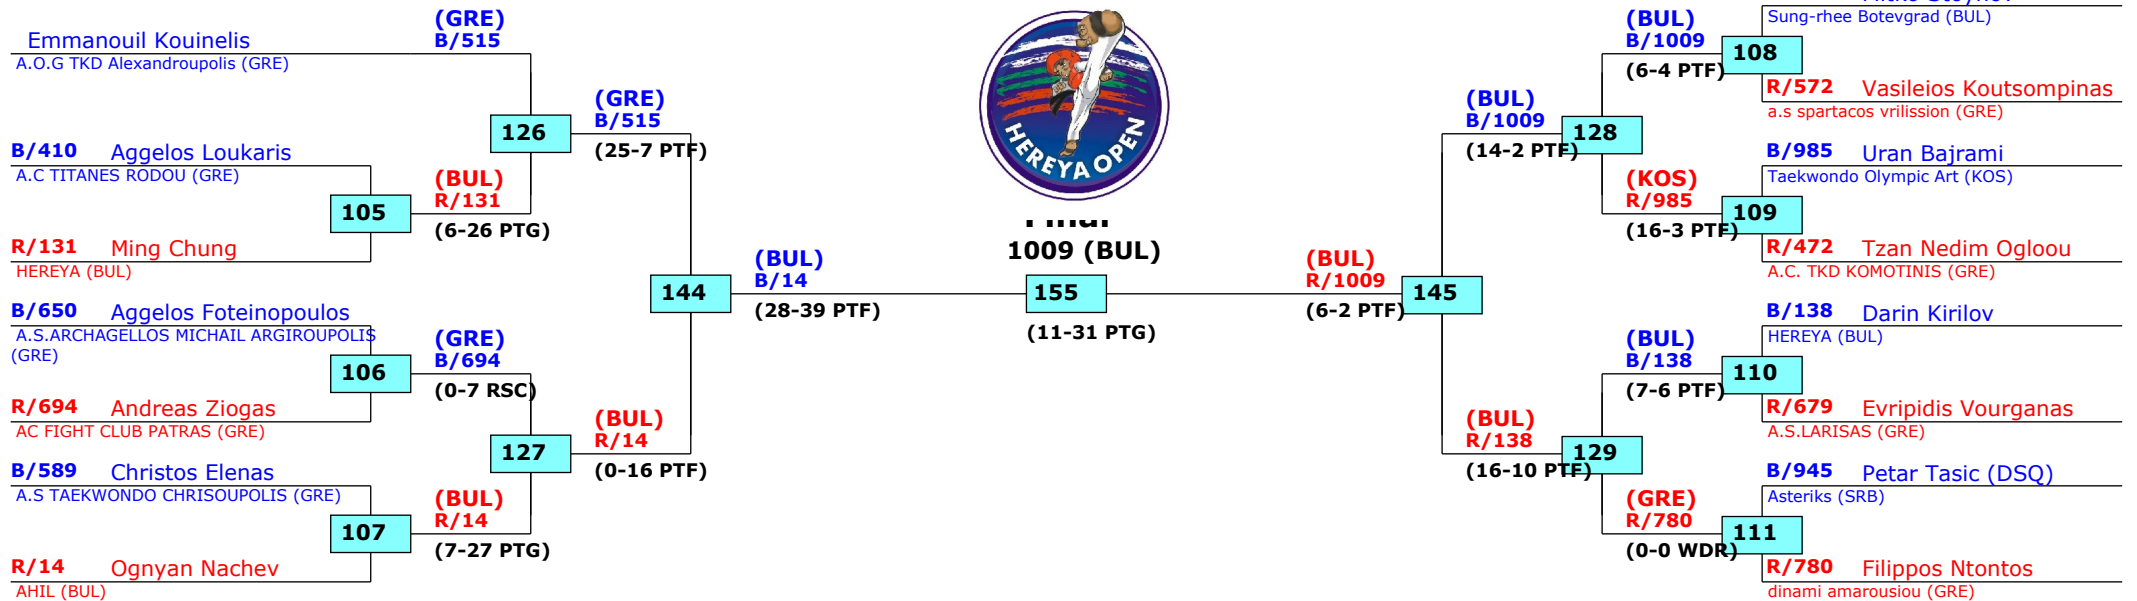 (GRE)
B/515
Emmanouil Kouinelis
A.O.G TKD Alexandroupolis (GRE)
126
(GRE)
B/515
(25-7 PTF)
B/410 Aggelos Loukaris
A.C TITANES RODOU (GRE)
105
(BUL)
R/131
(6-26 PTG)
R/131 Ming Chung
HEREYA (BUL)
144
(BUL)
B/14
(28-39 PTF)
B/650 Aggelos Foteinopoulos
A.S.ARCHAGELLOS MICHAIL ARGIROUPOLIS
(GRE)
106
(GRE)
B/694
(0-7 RSC)
R/694 Andreas Ziogas
AC FIGHT CLUB PATRAS (GRE)
127
(BUL)
R/14
(0-16 PTF)
B/589 Christos Elenas
A.S TAEKWONDO CHRISOUPOLIS (GRE)
107
(BUL)
R/14
(7-27 PTG)
R/14 Ognyan Nachev
AHIL (BUL)
HEREYA OPEN
Final
1009 (BUL)
155
(11-31 PTG)
(BUL)
R/1009
(6-2 PTF)
145
(BUL)
B/1009
(14-2 PTF)
128
(BUL)
B/1009
(6-4 PTF)
108
Sung-rhee Botevgrad (BUL)
R/572 Vasileios Koutsompinas
a.s spartacos vrilission (GRE)
(KOS)
R/985
(16-3 PTF)
109
B/985 Uran Bajrami
Taekwondo Olympic Art (KOS)
R/472 Tzan Nedim Ogloou
A.C. TKD KOMOTINIS (GRE)
(BUL)
R/138
(16-10 PTF)
129
(BUL)
B/138
(7-6 PTF)
110
B/138 Darin Kirilov
HEREYA (BUL)
R/679 Evripidis Vourganas
A.S.LARISAS (GRE)
(GRE)
R/780
(0-0 WDR)
111
B/945 Petar Tasic (DSQ)
Asteriks (SRB)
R/780 Filippos Ntontos
dinami amarousiou (GRE)